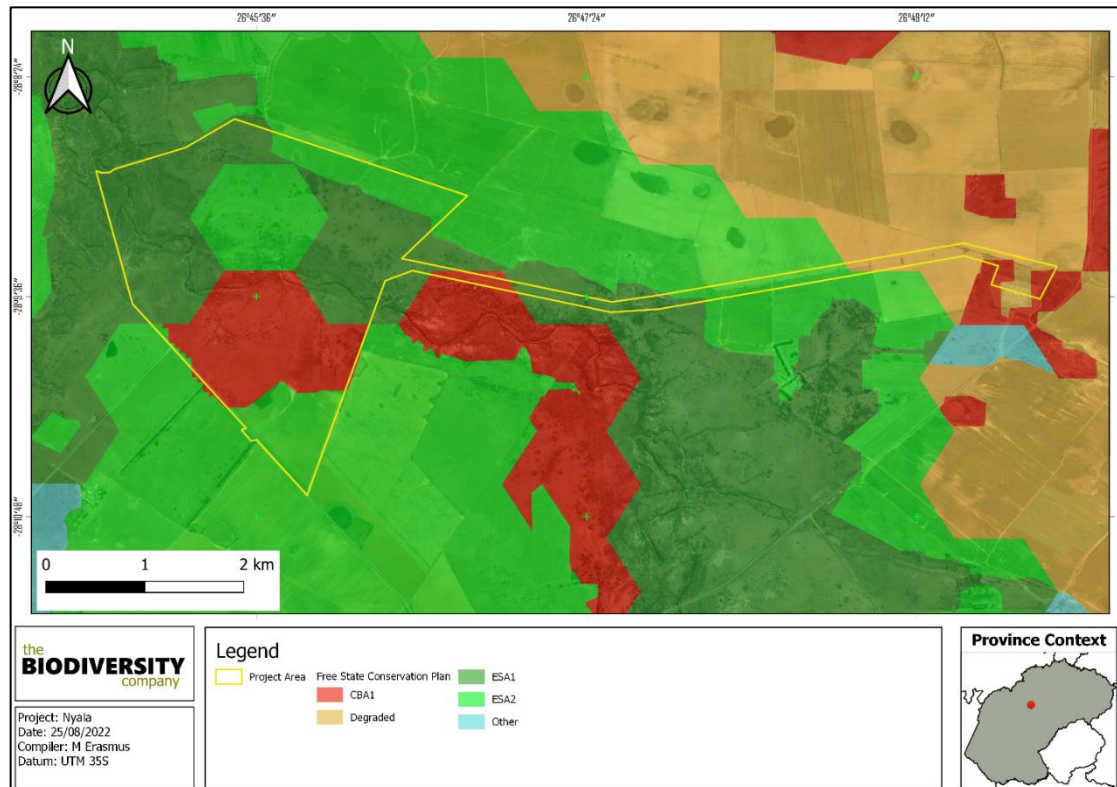 26°45'36"
26°47'24"
26°49'12"
N
-28°8'24"
-28°9'36"
-28°10'48"
0 1 2 km
the
BIODIVERSITY
company
Project: Nyala
Date: 25/08/2022
Compiler: M Erasmus
Datum: UTM 35S
Legend
Project Area
Free State Conservation Plan
CBA1
Degraded
ESA1
ESA2
Other
Province Context